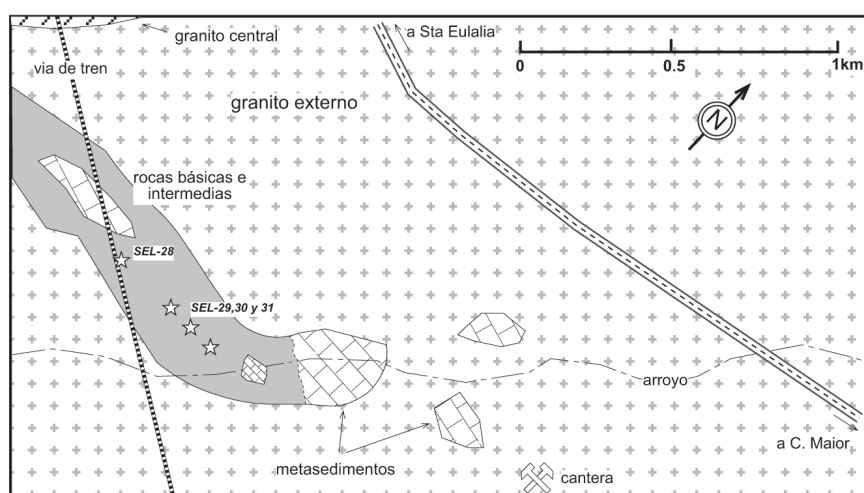 granito central
a Sta Eulalia
0
0.5
1km
via de tren
granito externo
N
rocas básicas e
intermedias
SEL-28
SEL-29,30 y 31
arroyo
a C. Maior
metasedimentos
cantera